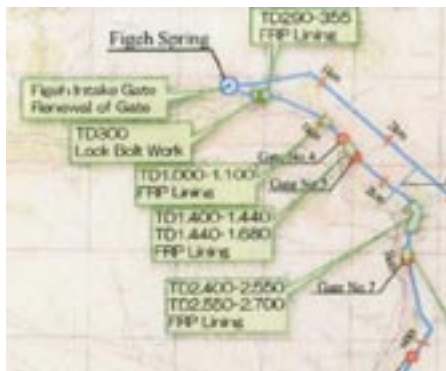 TD290-355
FRP Lining
Figeh Spring
Figeh Intake Gate
Renewal of Gate
TD300
Lock Bolt Work
Gate No 4
TD1.000-1.100
FRP Lining
Gate No 5
TD1.400-1.440
TD1.440-1.680
FRP Lining
TD2.400-2.550
TD2.550-2.700
FRP Lining
Gate No 7